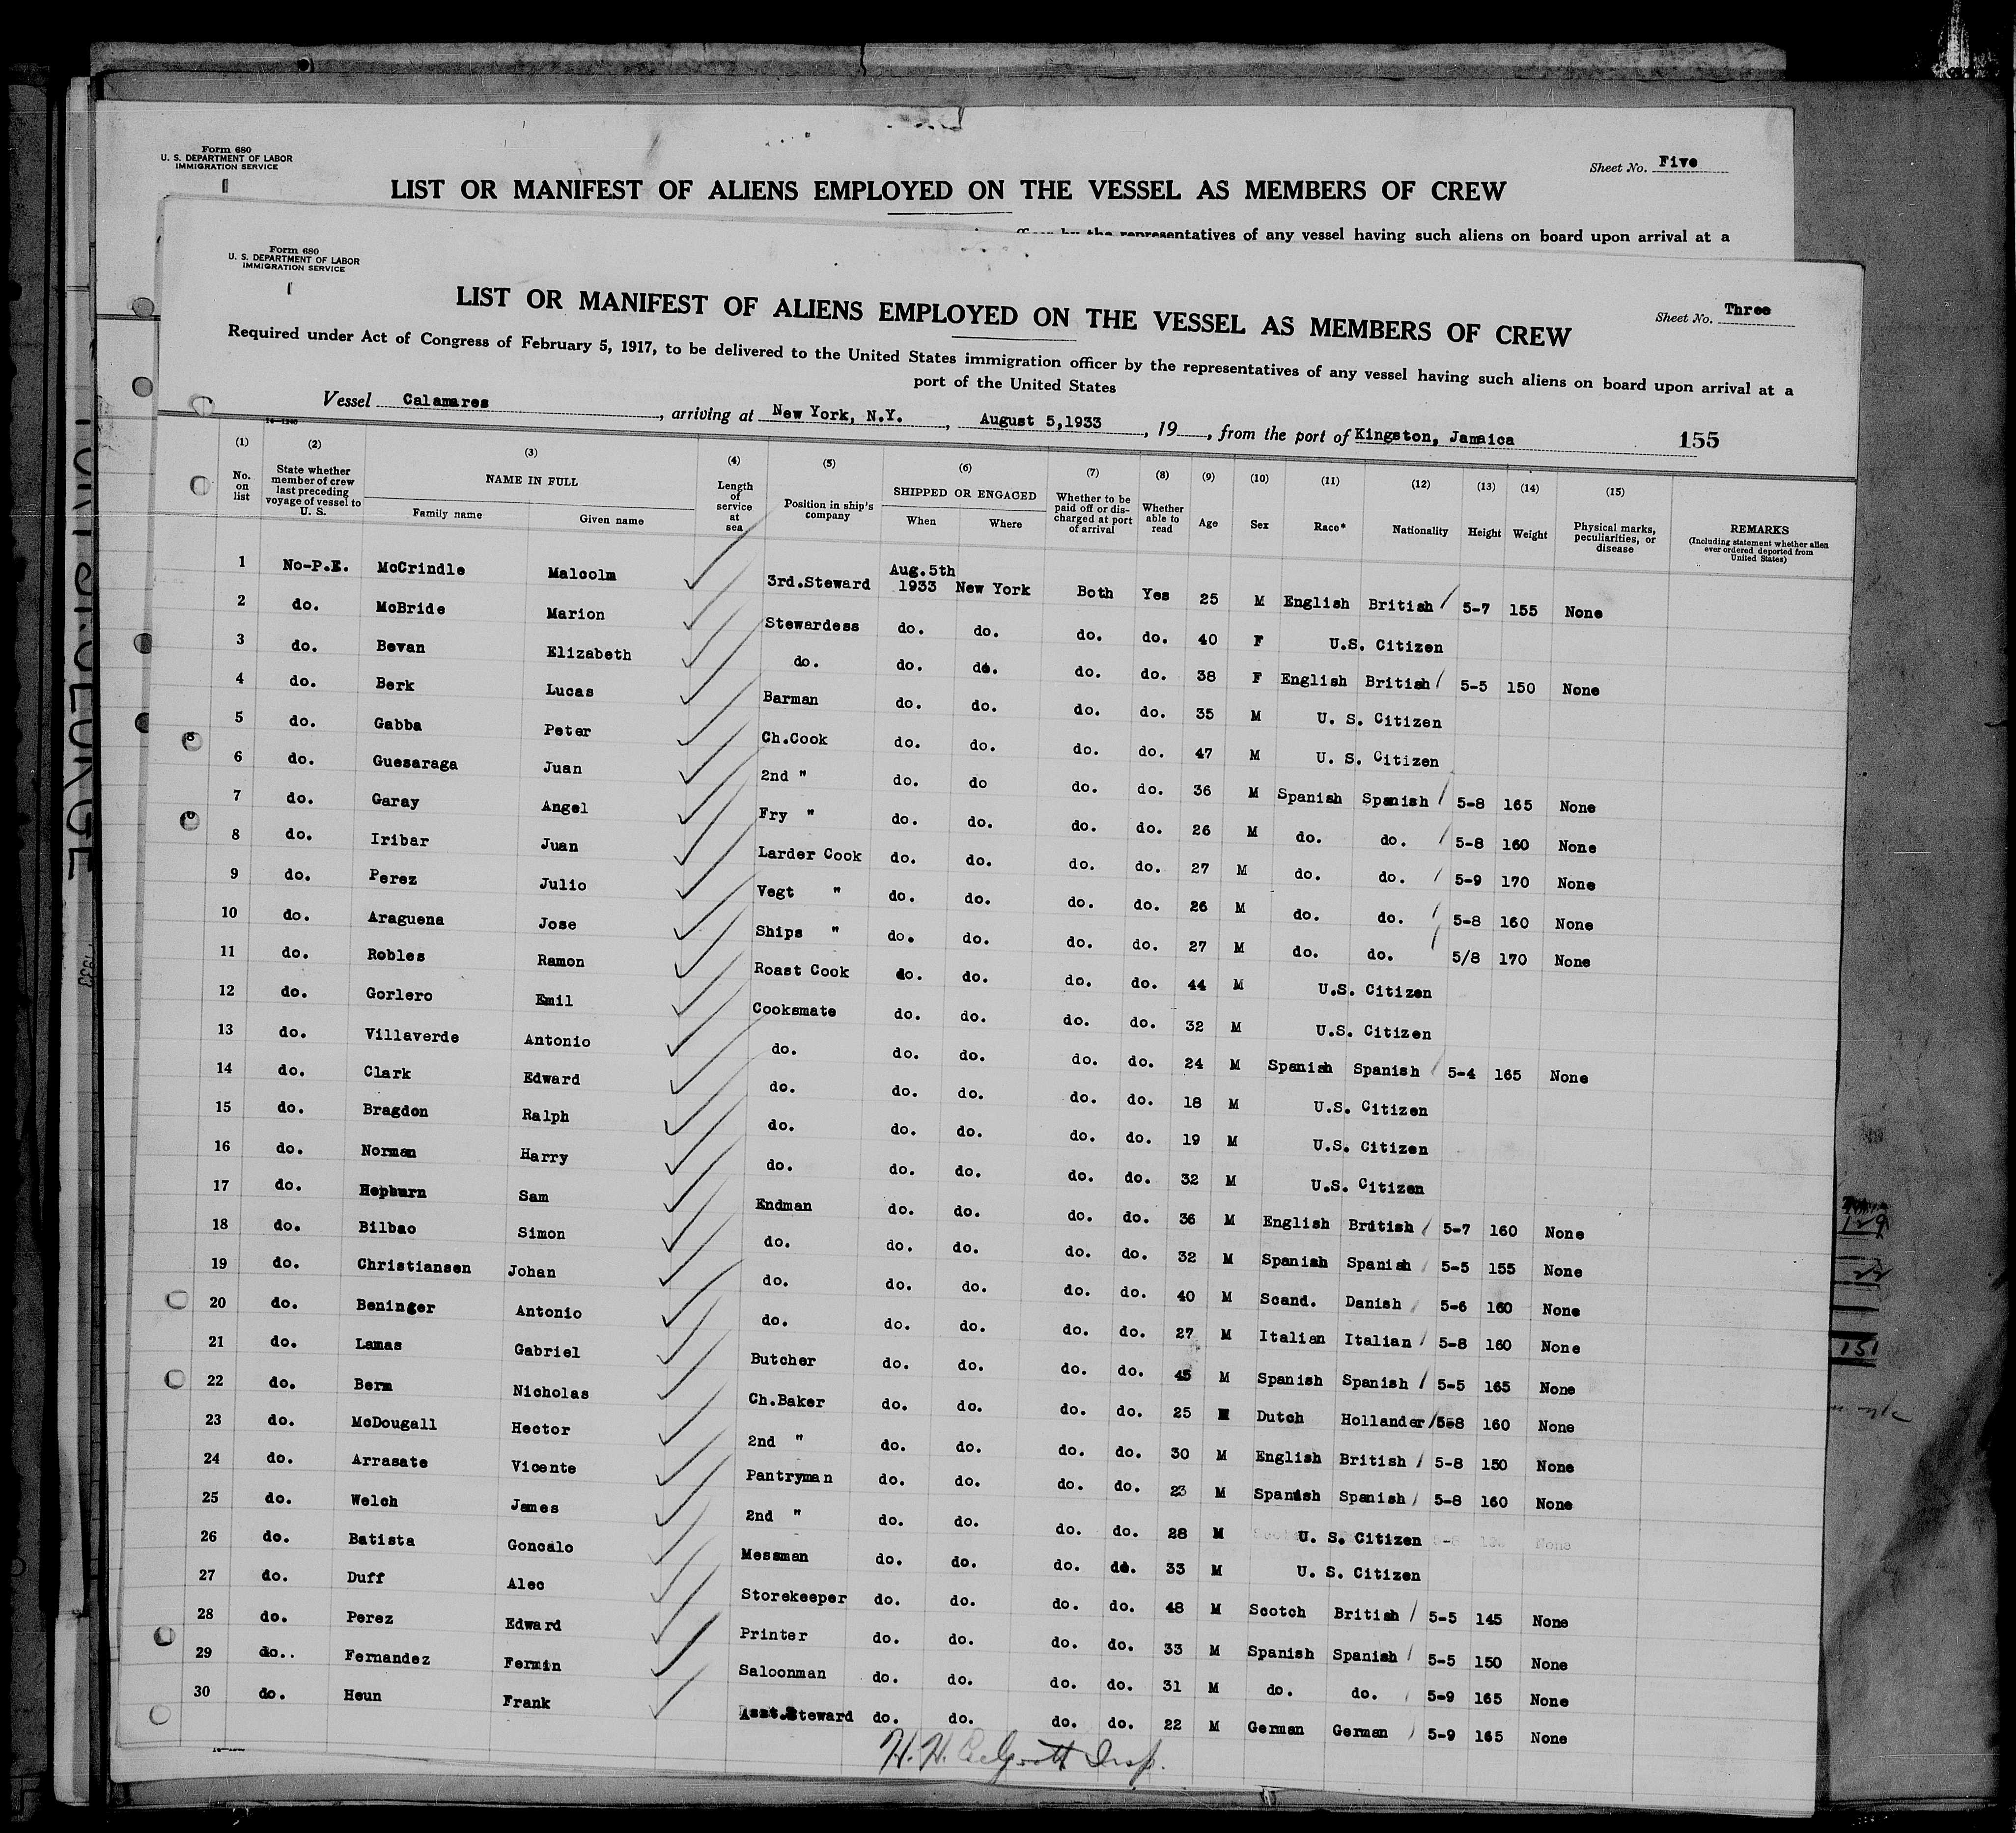 Form 680
U. S. DEPARTMENT OF LABOR
IMMIGRATION SERVICE
Sheet No. Five
LIST OR MANIFEST OF ALIENS EMPLOYED ON THE VESSEL AS MEMBERS OF CREW
officer by the representatives of any vessel having such aliens on board upon arrival at a
Form 680
U. S. DEPARTMENT OF LABOR
IMMIGRATION SERVICE
Sheet No. Three
LIST OR MANIFEST OF ALIENS EMPLOYED ON THE VESSEL AS MEMBERS OF CREW
Required under Act of Congress of February 5, 1917, to be delivered to the United States immigration officer by the representatives of any vessel having such aliens on board upon arrival at a
port of the United States
Vessel Calamares, arriving at New York, N.Y., August 5,1933, 19, from the port of Kingston, Jamaica 155
(1) No. on list (2) State whether member of crew last preceding voyage of vessel to U. S. (3) NAME IN FULL Family name Given name (4) Length of service at sea (5) Position in ship's company (6) SHIPPED OR ENGAGED When Where (7) Whether to be paid off or discharged at port of arrival (8) Whether able to read (9) Age (10) Sex (11) Race* (12) Nationality (13) Height (14) Weight (15) Physical marks, peculiarities, or disease REMARKS (Including statement whether alien ever ordered deported from United States)
1 No-P.E. McCrindle Malcolm 3rd.Steward Aug.5th 1933 New York Both Yes 25 M English British 5-7 155 None
2 do. McBride Marion Stewardess do. do. do. do. 40 F U.S. Citizen
3 do. Bevan Elizabeth do. do. do. do. do. 38 F English British 5-5 150 None
4 do. Berk Lucas Barman do. do. do. do. 35 M U. S. Citizen
5 do. Gabba Peter Ch.Cook do. do. do. do. 47 M U. S. Citizen
6 do. Guesaraga Juan 2nd " do. do do. do. 36 M Spanish Spanish 5-8 165 None
7 do. Garay Angel Fry " do. do. do. do. 26 M do. do. 5-8 160 None
8 do. Iribar Juan Larder Cook do. do. do. do. 27 M do. do. 5-9 170 None
9 do. Perez Julio Vegt " do. do. do. do. 26 M do. do. 5-8 160 None
10 do. Araguena Jose Ships " do. do. do. do. 27 M do. do. 5/8 170 None
11 do. Robles Ramon Roast Cook do. do. do. do. 44 M U.S. Citizen
12 do. Gorlero Emil Cooksmate do. do. do. do. 32 M U.S. Citizen
13 do. Villaverde Antonio do. do. do. do. do. 24 M Spanish Spanish 5-4 165 None
14 do. Clark Edward do. do. do. do. do. 18 M U.S. Citizen
15 do. Bragdon Ralph do. do. do. do. do. 19 M U.S. Citizen
16 do. Norman Harry do. do. do. do. do. 32 M U.S. Citizen
17 do. Hepburn Sam Endman do. do. do. do. 36 M English British 5-7 160 None
18 do. Bilbao Simon do. do. do. do. do. 32 M Spanish Spanish 5-5 155 None
19 do. Christiansen Johan do. do. do. do. do. 40 M Scand. Danish 5-6 160 None
20 do. Beninger Antonio do. do. do. do. do. 27 M Italian Italian 5-8 160 None
21 do. Lamas Gabriel Butcher do. do. do. do. 45 M Spanish Spanish 5-5 165 None
22 do. Berm Nicholas Ch.Baker do. do. do. do. 25 M Dutch Hollander 5-8 160 None
23 do. McDougall Hector 2nd " do. do. do. do. 30 M English British 5-8 150 None
24 do. Arrasate Vicente Pantryman do. do. do. do. 23 M Spanish Spanish 5-8 160 None
25 do. Welch James 2nd " do. do. do. do. 28 M U. S. Citizen None
26 do. Batista Goncalo Messman do. do. do. do. 33 M U. S. Citizen
27 do. Duff Alec Storekeeper do. do. do. do. 48 M Scotch British 5-5 145 None
28 do. Perez Edward Printer do. do. do. do. 33 M Spanish Spanish 5-5 150 None
29 do.. Fernandez Fermin Saloonman do. do. do. do. 31 M do. do. 5-9 165 None
30 do. Heun Frank Asst.Steward do. do. do. do. 22 M German German 5-9 165 None
H. H. Insp.
129
22
151
1933